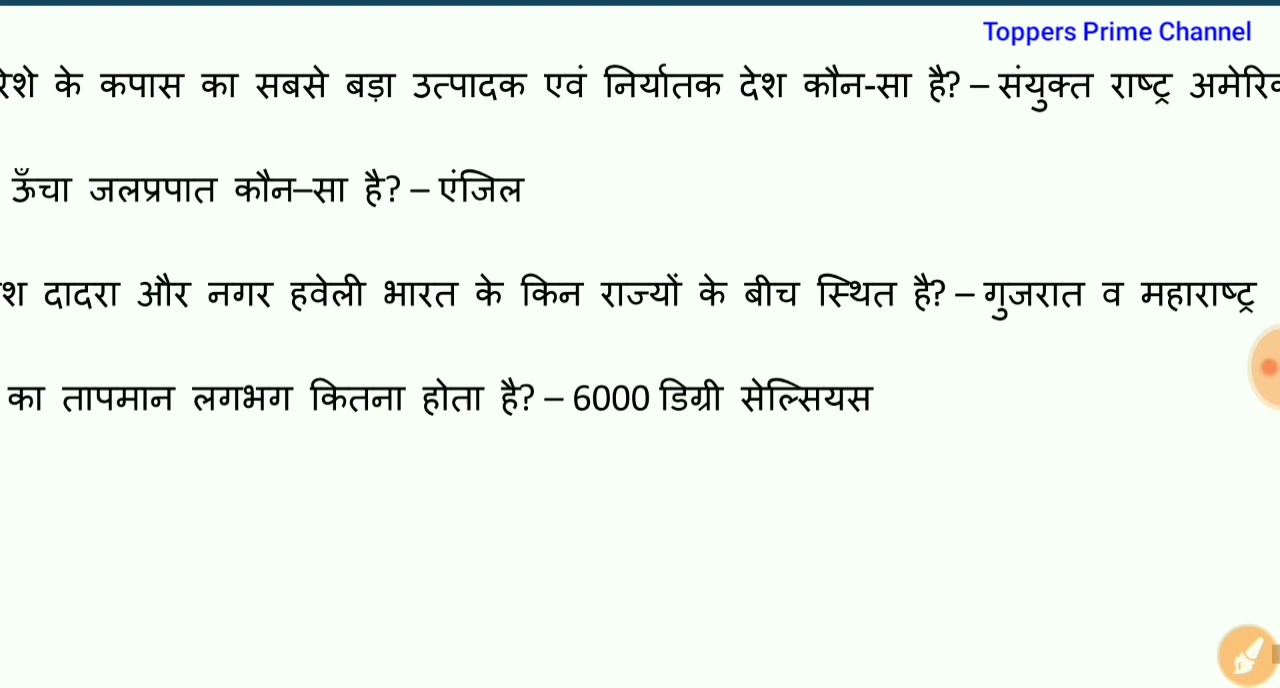 Toppers Prime Channel
रेशे के कपास का सबसे बड़ा उत्पादक एवं निर्यातक देश कौन-सा है? – संयुक्त राष्ट्र
ऊँचा जलप्रपात कौन–सा है? – एंजिल
दादरा और नगर हवेली भारत के किन राज्यों के बीच स्थित है? – गुजरात व महाराष्ट्र
का तापमान लगभग कितना होता है? – 6000 डिग्री सेल्सियस